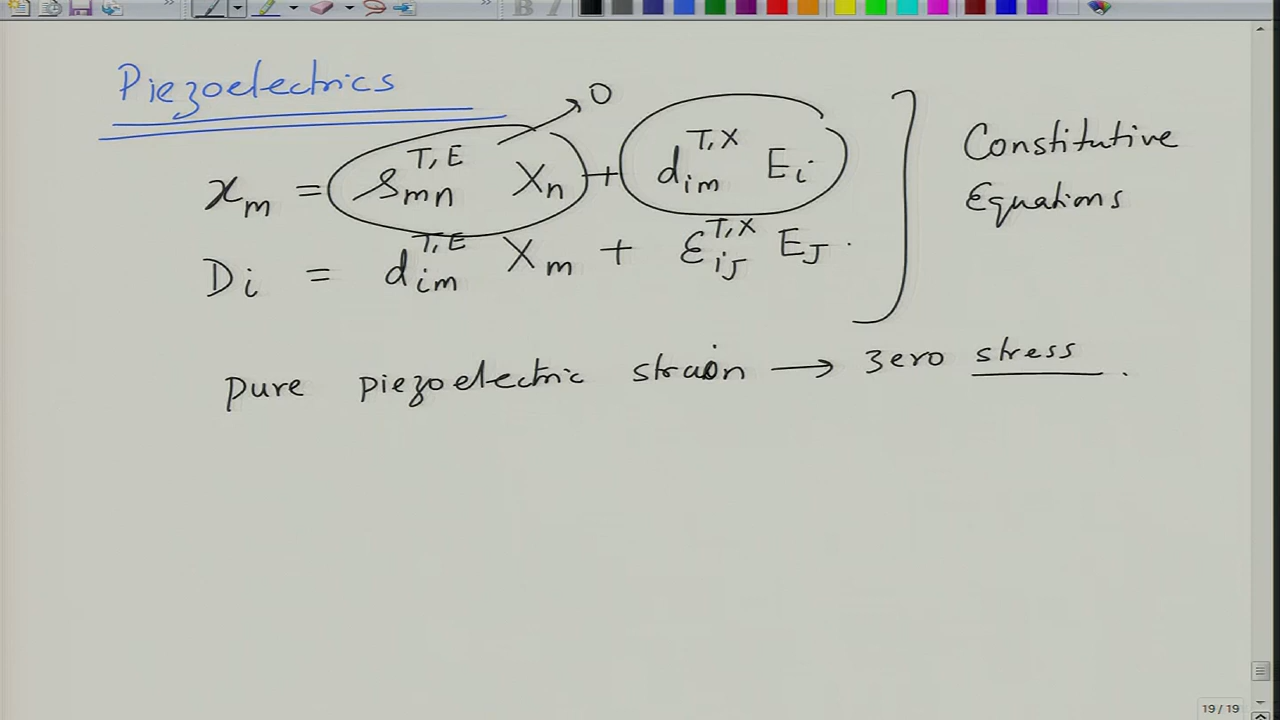 Piezoelectrics
x_m = s_mn^T,E X_n + d_im^T,X E_i
→ 0
D_i = d_im^T,E X_m + ε_iJ^T,X E_J .
Constitutive
Equations
pure piezoelectric strain → zero stress .
19 / 19